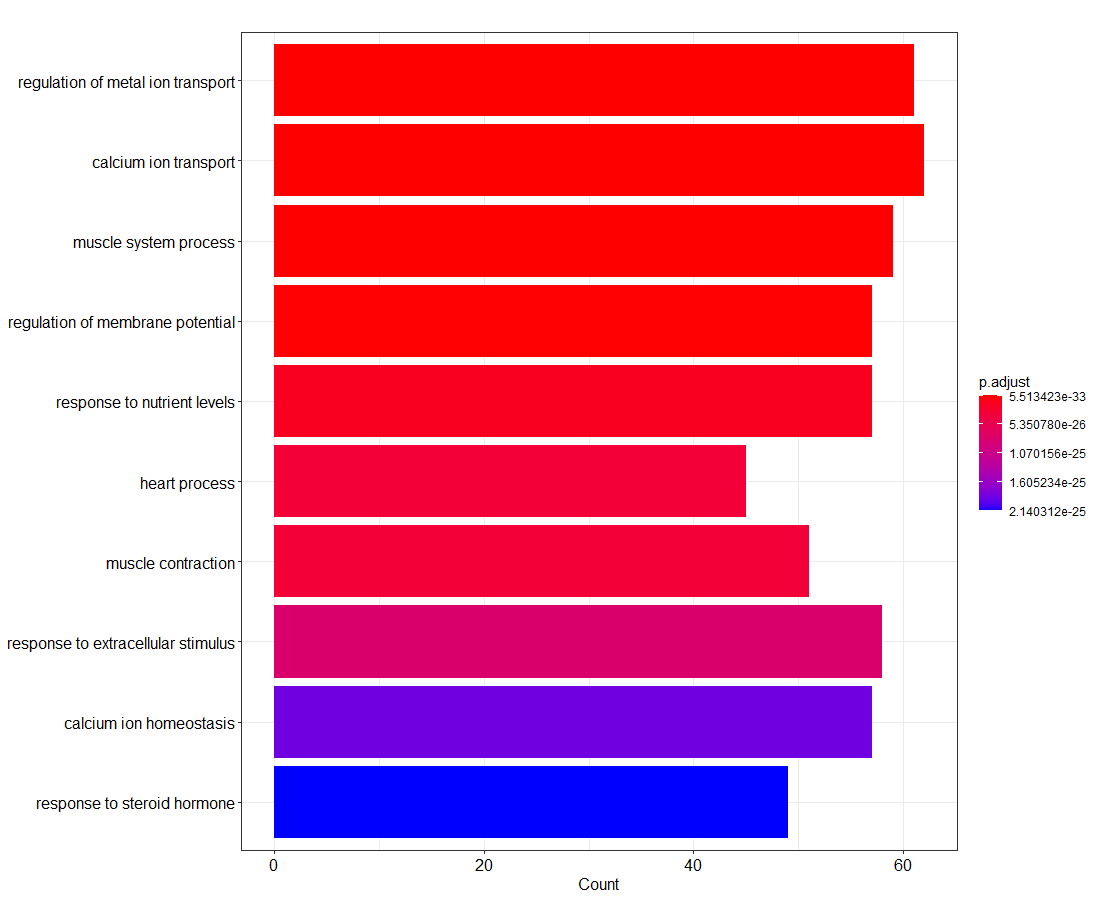 regulation of metal ion transport
calcium ion transport
muscle system process
regulation of membrane potential
response to nutrient levels
heart process
muscle contraction
response to extracellular stimulus
calcium ion homeostasis
response to steroid hormone
0 20 40 60
Count
p.adjust
5.513423e-33
5.350780e-26
1.070156e-25
1.605234e-25
2.140312e-25